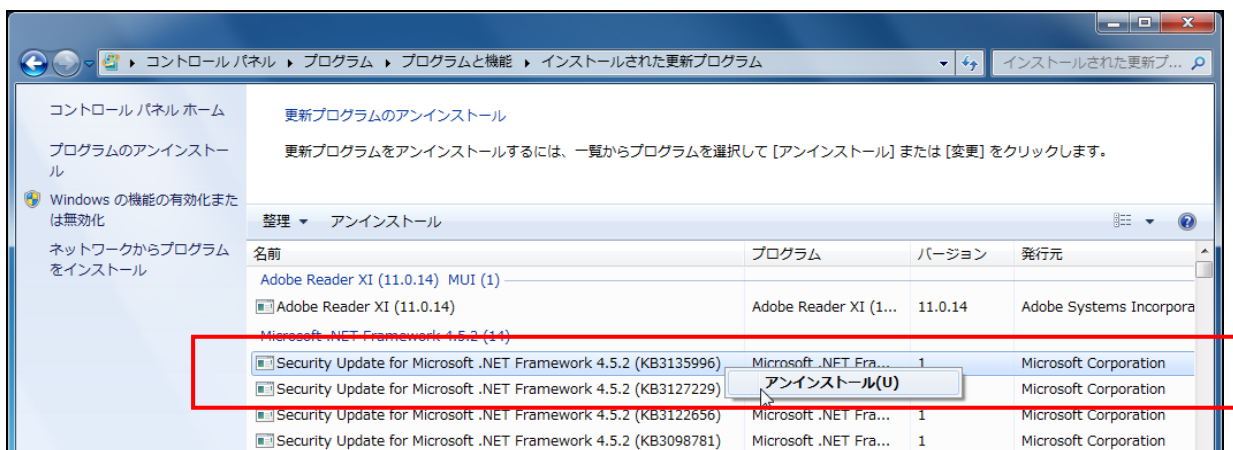 コントロール パネル ▸ プログラム ▸ プログラムと機能 ▸ インストールされた更新プログラム
インストールされた更新プ...
コントロール パネル ホーム
プログラムのアンインストー
ル
Windows の機能の有効化また
は無効化
ネットワークからプログラム
をインストール
更新プログラムのアンインストール
更新プログラムをアンインストールするには、一覧からプログラムを選択して [アンインストール] または [変更] をクリックします。
整理 アンインストール
名前 プログラム バージョン 発行元
Adobe Reader XI (11.0.14) MUI (1)
Adobe Reader XI (11.0.14) Adobe Reader XI (1... 11.0.14 Adobe Systems Incorpora
Microsoft .NET Framework 4.5.2 (14)
Security Update for Microsoft .NET Framework 4.5.2 (KB3135996) Microsoft .NET Fra... 1 Microsoft Corporation
アンインストール(U)
Security Update for Microsoft .NET Framework 4.5.2 (KB3127229) Microsoft Corporation
Security Update for Microsoft .NET Framework 4.5.2 (KB3122656) Microsoft .NET Fra... 1 Microsoft Corporation
Security Update for Microsoft .NET Framework 4.5.2 (KB3098781) Microsoft .NET Fra... 1 Microsoft Corporation